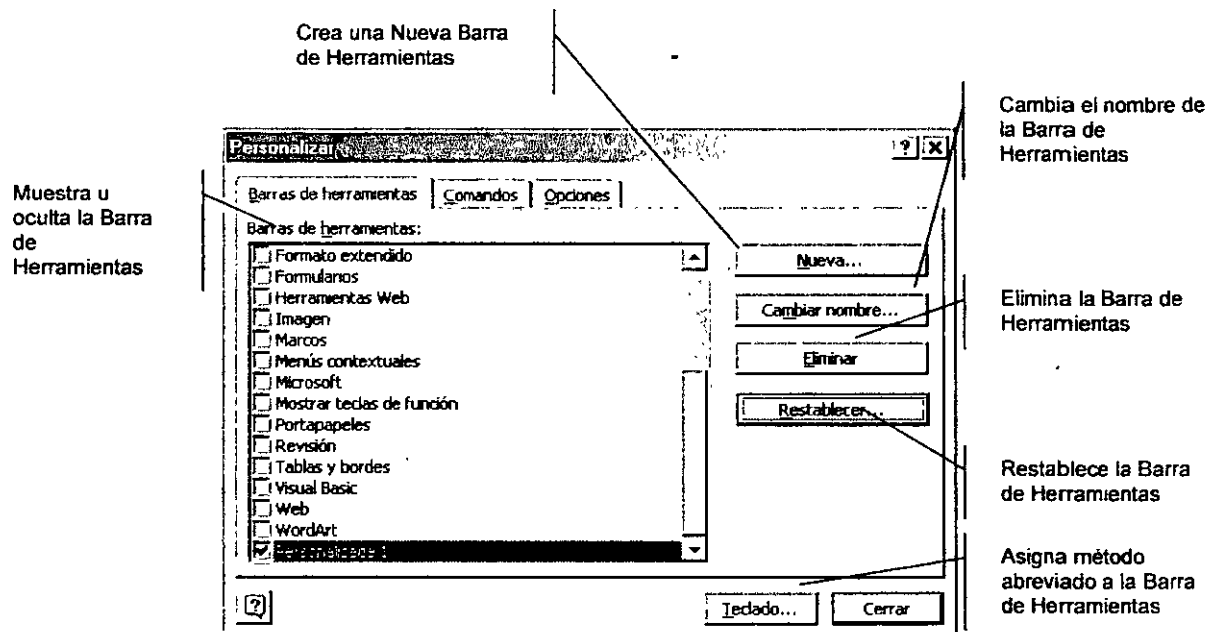 Crea una Nueva Barra
de Herramientas
Cambia el nombre de
la Barra de
Herramientas
Muestra u
oculta la Barra
de
Herramientas
Personalizar
Barras de herramientas Comandos Opciones
Barras de herramientas:
Formato extendido
Formularios
Herramientas Web
Imagen
Marcos
Menús contextuales
Microsoft
Mostrar teclas de función
Portapapeles
Revisión
Tablas y bordes
Visual Basic
Web
WordArt
Personalizada 1
Nueva...
Cambiar nombre...
Eliminar
Restablecer...
Elimina la Barra de
Herramientas
Restablece la Barra
de Herramientas
Asigna método
abreviado a la Barra
de Herramientas
Teclado... Cerrar